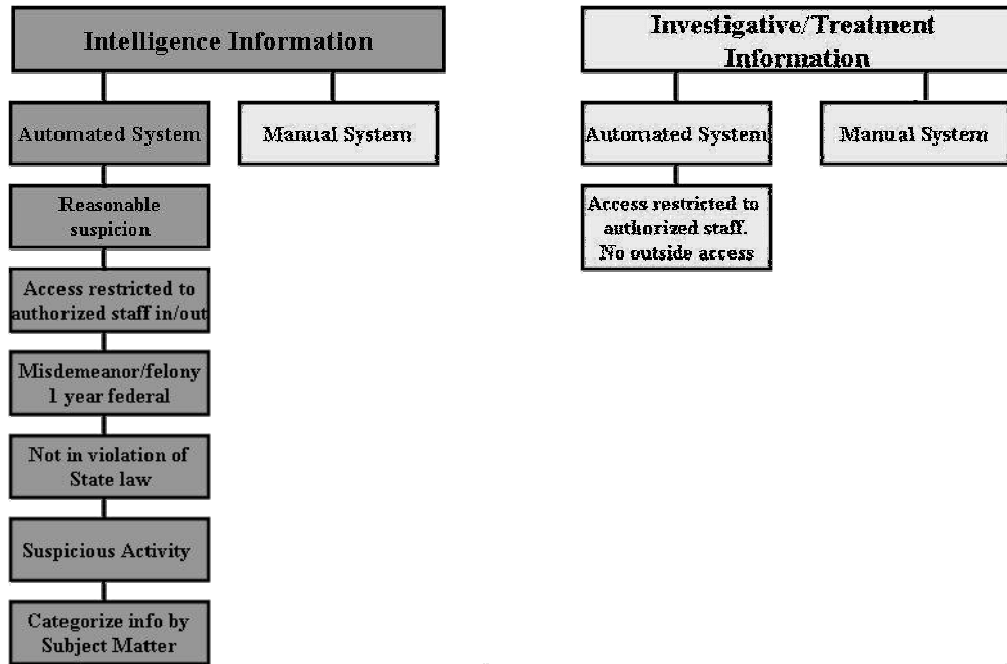 Intelligence Information
Automated System
Manual System
Reasonable
suspicion
Access restricted to
authorized staff in/out
Misdemeanor/felony
1 year federal
Not in violation of
State law
Suspicious Activity
Categorize info by
Subject Matter
Investigative/Treatment
Information
Automated System
Manual System
Access restricted to
authorized staff.
No outside access